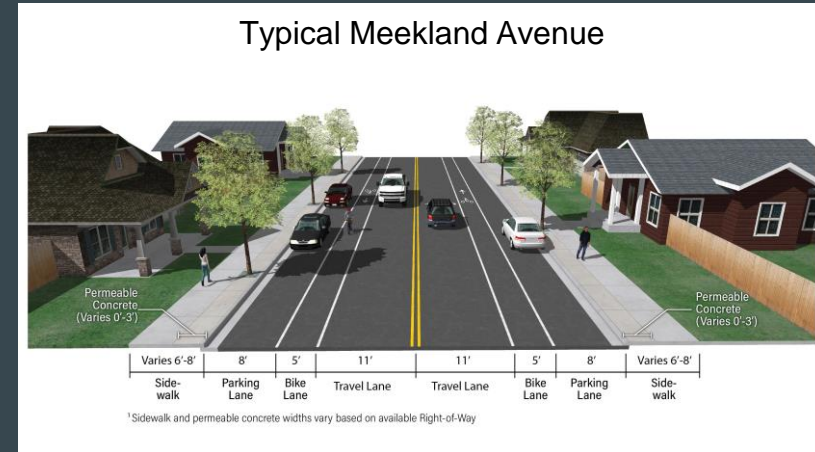 Typical Meekland Avenue
Permeable
Concrete
(Varies 0'-3')
Permeable
Concrete
(Varies 0'-3')
Varies 6'-8' 8' 5' 11' 11' 5' 8' Varies 6'-8'
Side-
walk
Parking
Lane
Bike
Lane
Travel Lane
Travel Lane
Bike
Lane
Parking
Lane
Side-
walk
¹Sidewalk and permeable concrete widths vary based on available Right-of-Way